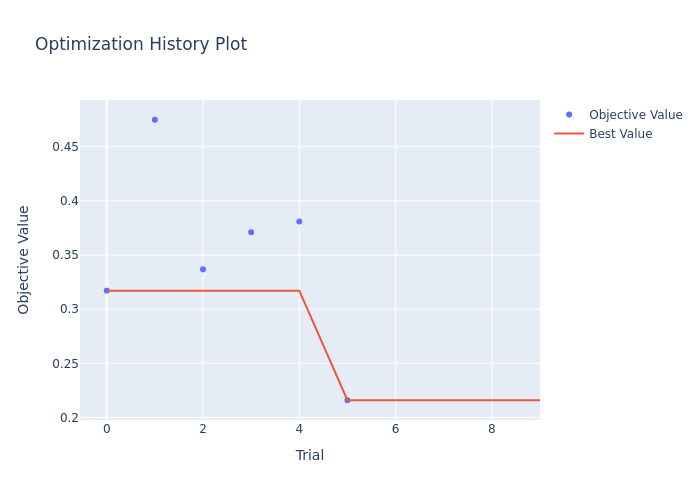 Optimization History Plot
Objective Value
Best Value
0.45
0.4
0.35
0.3
0.25
0.2
Objective Value
0
2
4
6
8
Trial